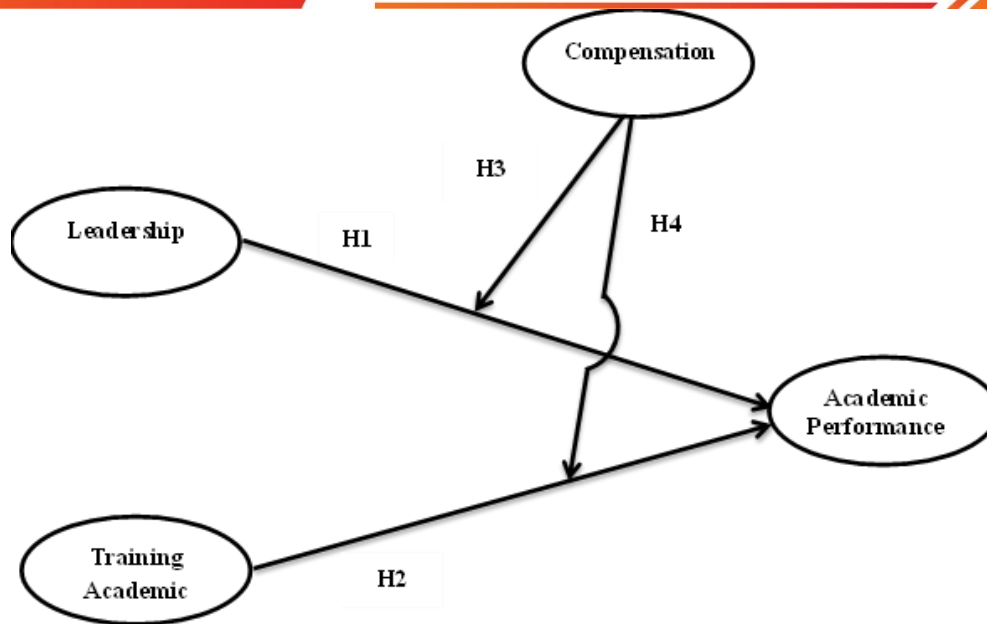 Compensation
H3
H4
Leadership
H1
Academic
Performance
Training
Academic
H2